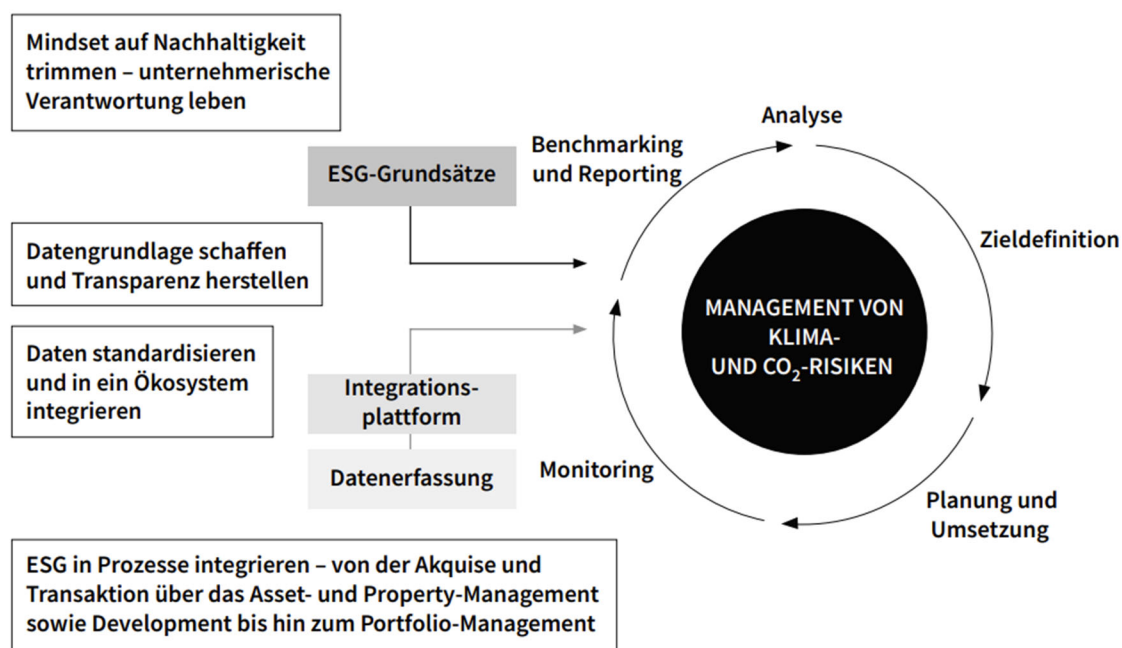 Mindset auf Nachhaltigkeit
trimmen – unternehmerische
Verantwortung leben
ESG-Grundsätze
Datengrundlage schaffen
und Transparenz herstellen
Daten standardisieren
und in ein Ökosystem
integrieren
Integrations-
plattform
Datenerfassung
ESG in Prozesse integrieren – von der Akquise und
Transaktion über das Asset- und Property-Management
sowie Development bis hin zum Portfolio-Management
Analyse
Benchmarking
und Reporting
Zieldefinition
MANAGEMENT VON
KLIMA-
UND CO₂-RISIKEN
Monitoring
Planung und
Umsetzung